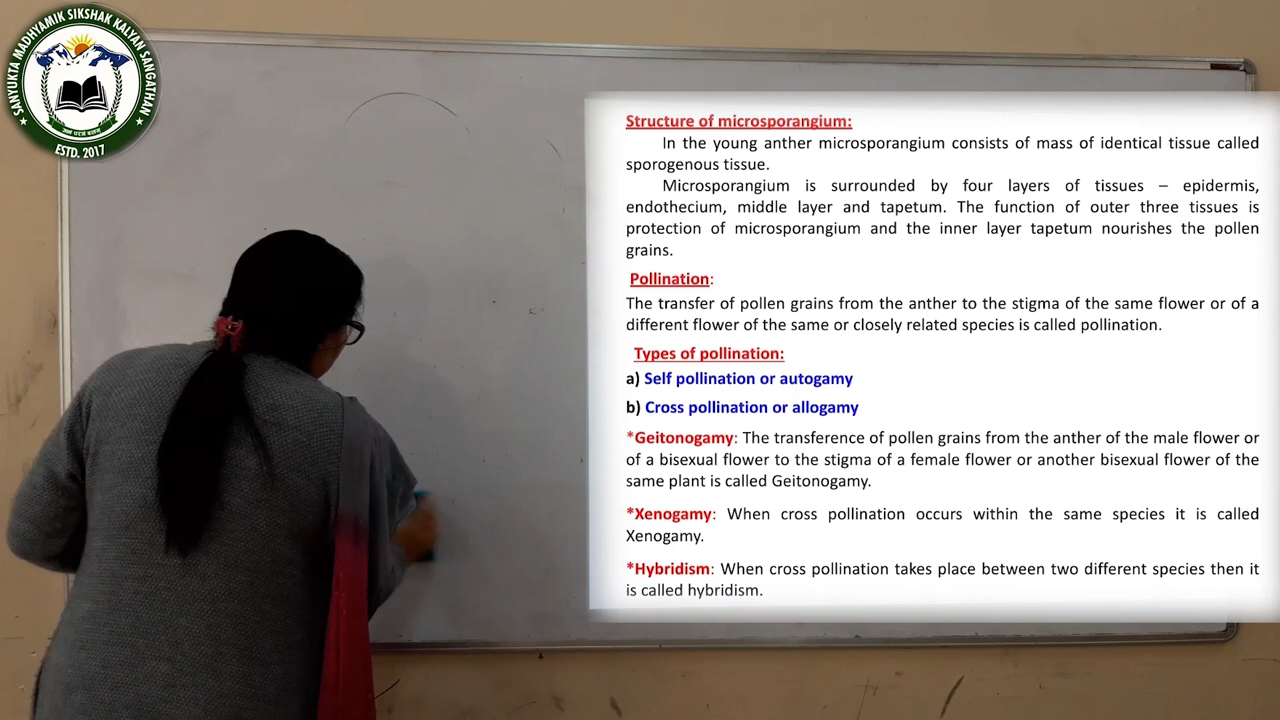 SANYUKTA MADHYAMIK SIKSHAK KALYAN SANGATHAN
ESTD. 2017
Structure of microsporangium:
In the young anther microsporangium consists of mass of identical tissue called
sporogenous tissue.
Microsporangium is surrounded by four layers of tissues – epidermis,
endothecium, middle layer and tapetum. The function of outer three tissues is
protection of microsporangium and the inner layer tapetum nourishes the pollen
grains.
Pollination:
The transfer of pollen grains from the anther to the stigma of the same flower or of a
different flower of the same or closely related species is called pollination.
Types of pollination:
a) Self pollination or autogamy
b) Cross pollination or allogamy
*Geitonogamy: The transference of pollen grains from the anther of the male flower or
of a bisexual flower to the stigma of a female flower or another bisexual flower of the
same plant is called Geitonogamy.
*Xenogamy: When cross pollination occurs within the same species it is called
Xenogamy.
*Hybridism: When cross pollination takes place between two different species then it
is called hybridism.